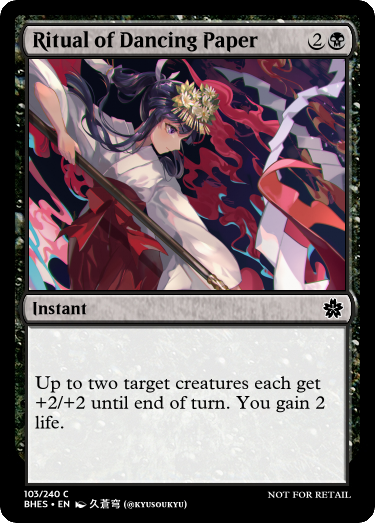 Ritual of Dancing Paper 2
Instant
Up to two target creatures each get
+2/+2 until end of turn. You gain 2
life.
103/240 C
NOT FOR RETAIL
BHES • EN 久蒼穹 (@KYUSOUKYU)